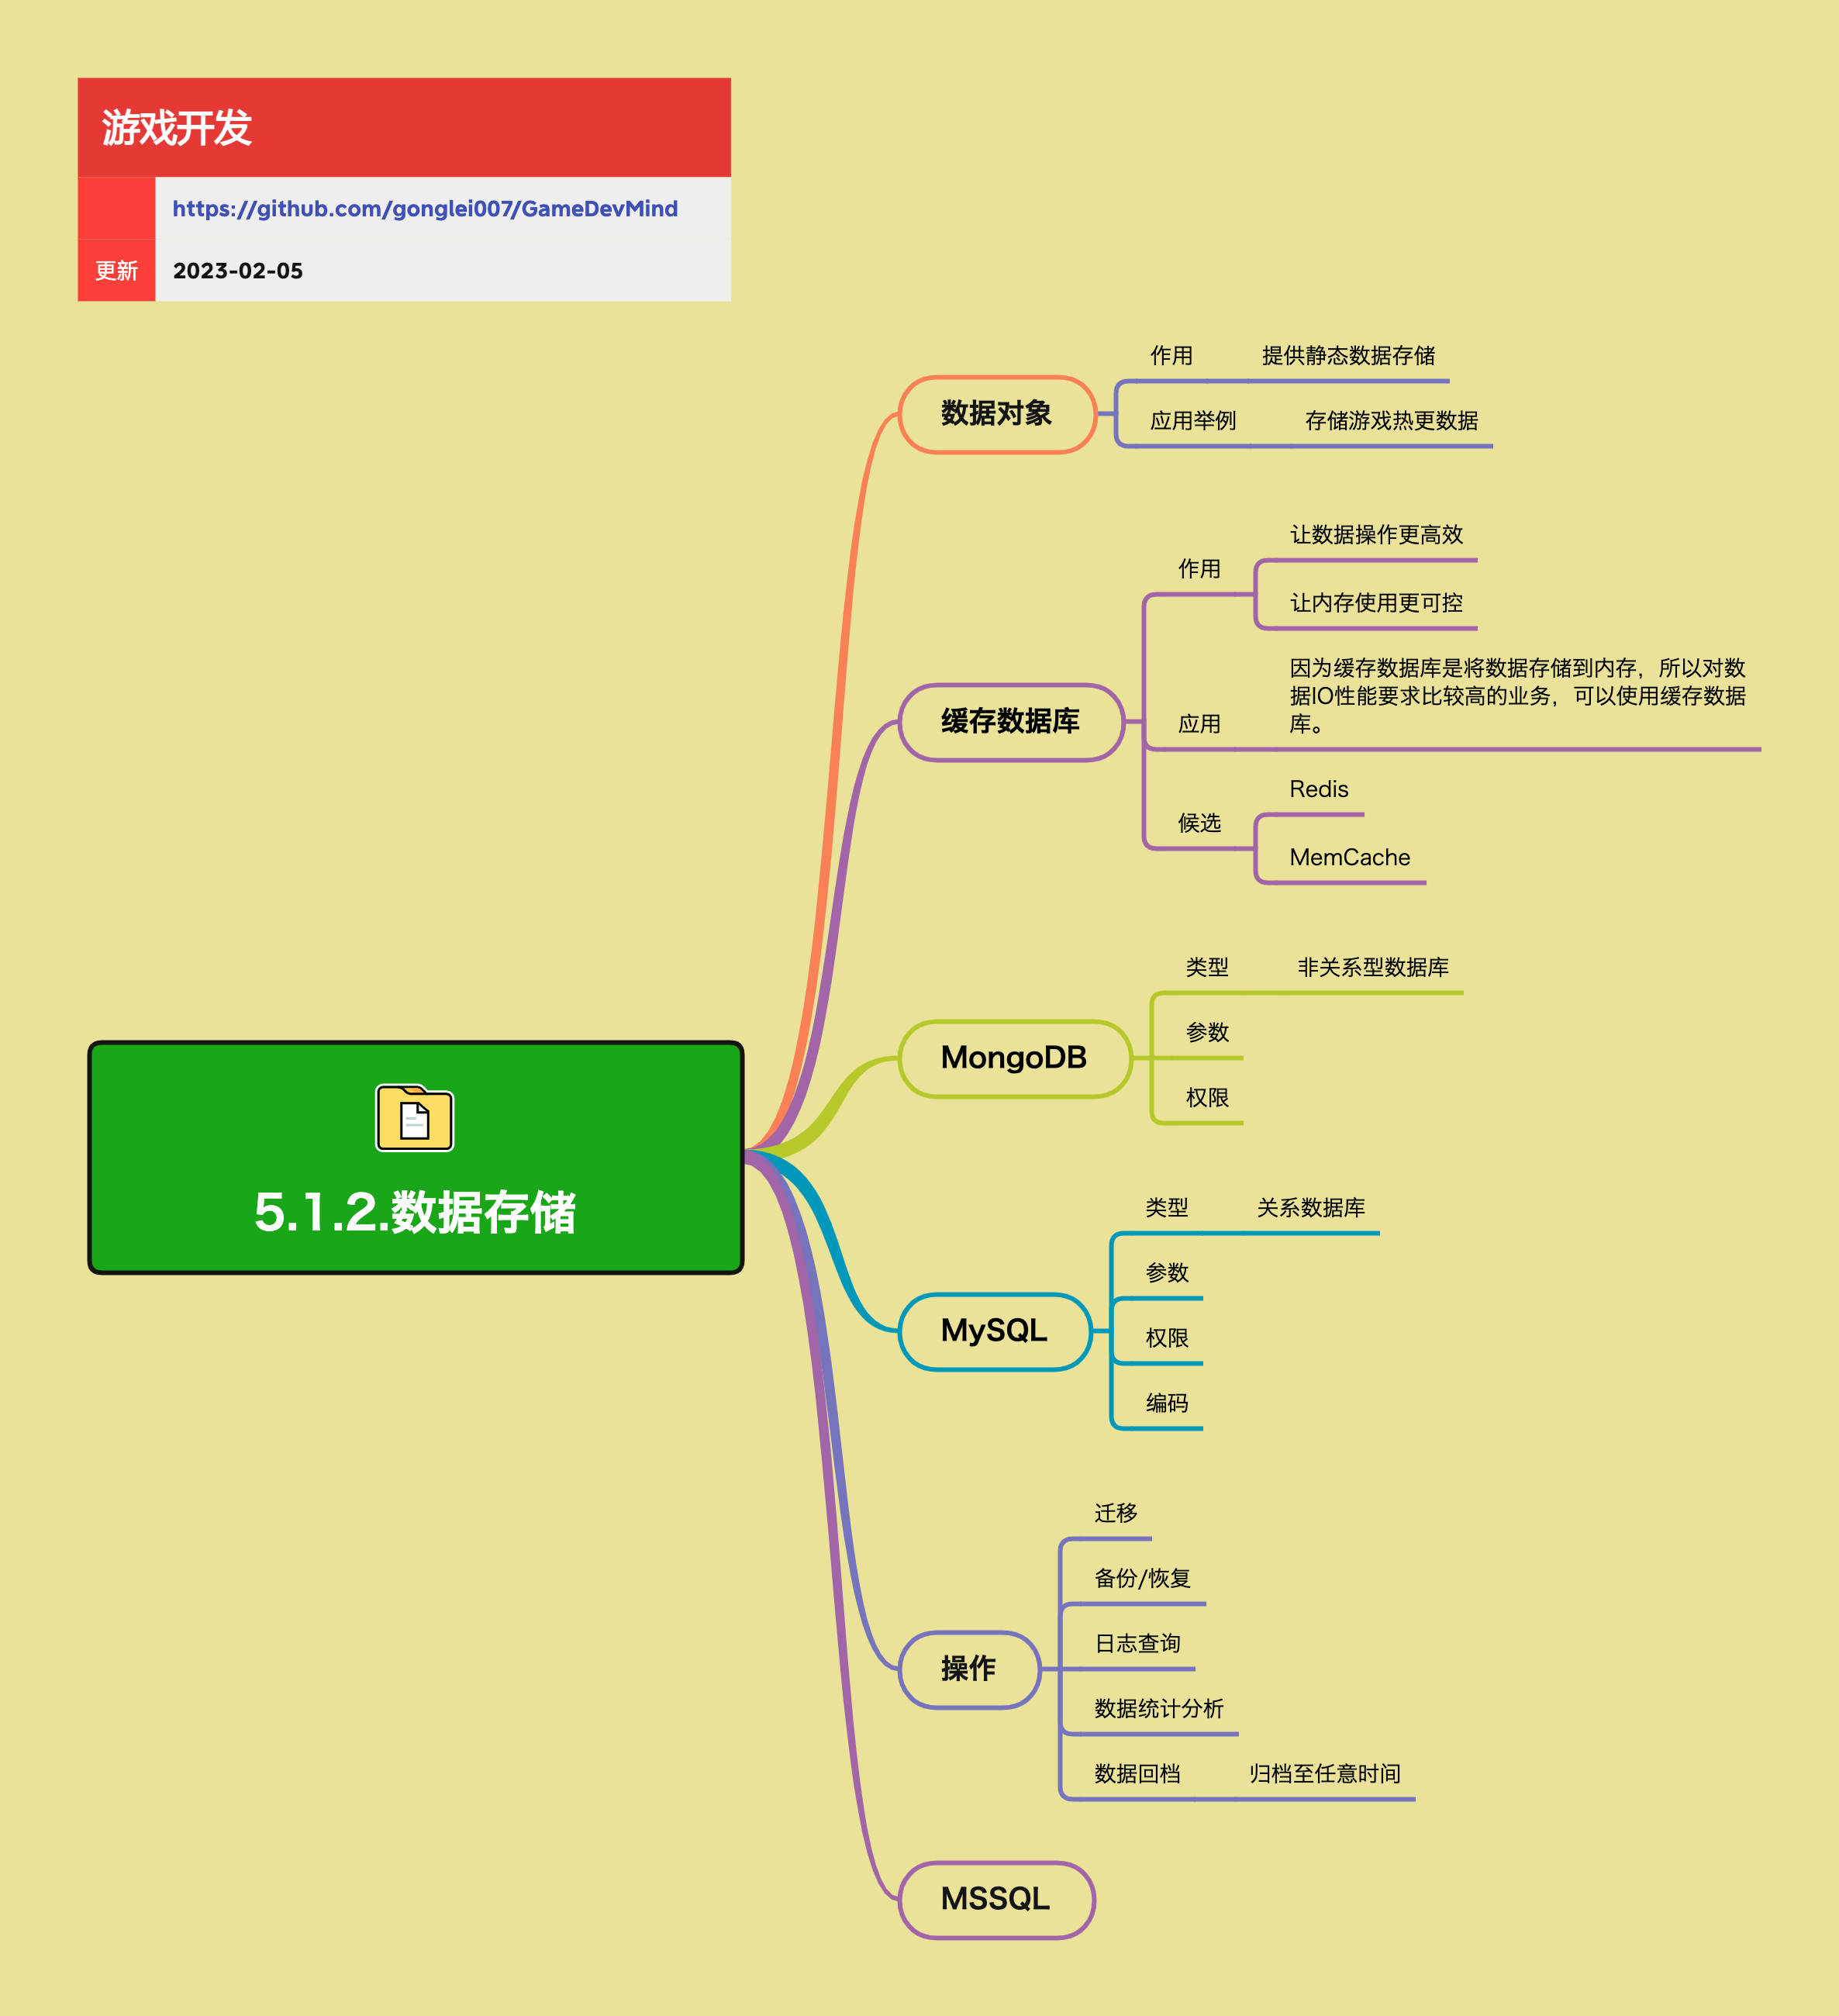 游戏开发
https://github.com/gonglei007/GameDevMind
更新 2023-02-05
5.1.2.数据存储
数据对象
作用 提供静态数据存储
应用举例 存储游戏热更数据
缓存数据库
作用
让数据操作更高效
让内存使用更可控
应用
因为缓存数据库是将数据存储到内存，所以对数
据IO性能要求比较高的业务，可以使用缓存数据
库。
候选
Redis
MemCache
MongoDB
类型 非关系型数据库
参数
权限
MySQL
类型 关系数据库
参数
权限
编码
操作
迁移
备份/恢复
日志查询
数据统计分析
数据回档 归档至任意时间
MSSQL